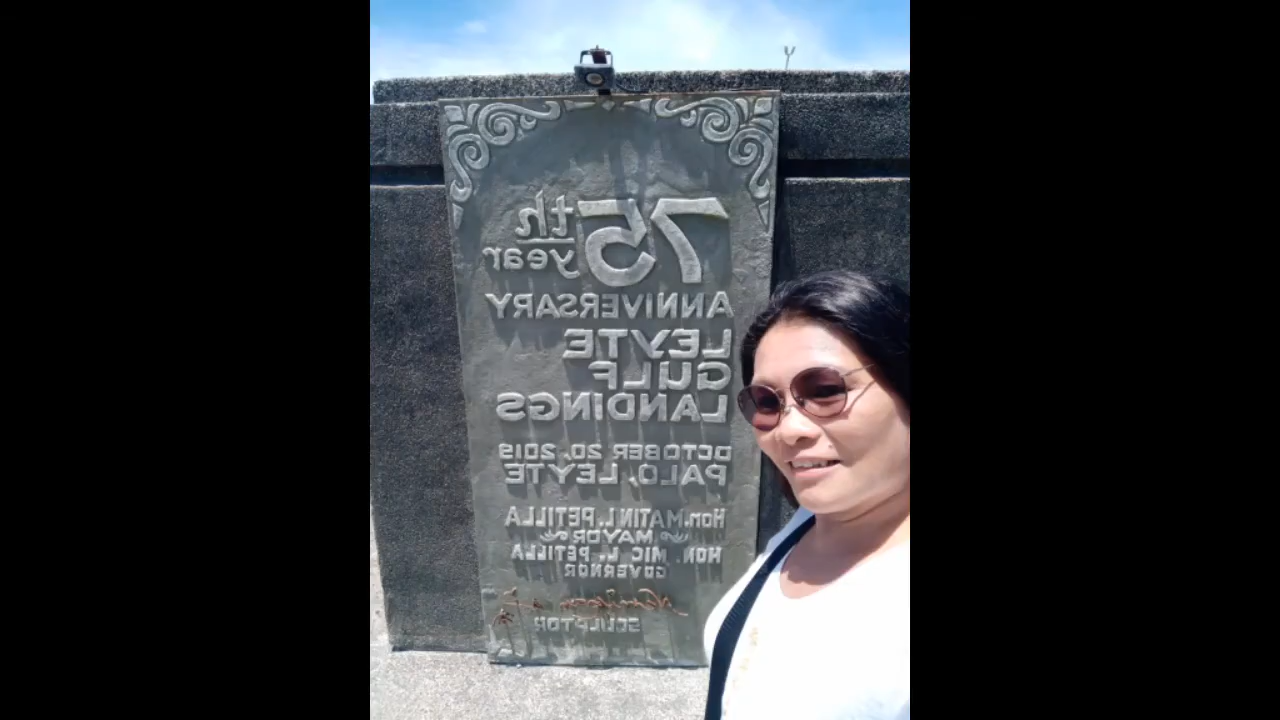 75th
year
ANNIVERSARY
LEYTE
GULF
LANDINGS
OCTOBER 20, 2019
PALO, LEYTE
Hon. MATIN L. PETILLA
MAYOR
HON. MIC L. PETILLA
GOVERNOR
SCULPTOR